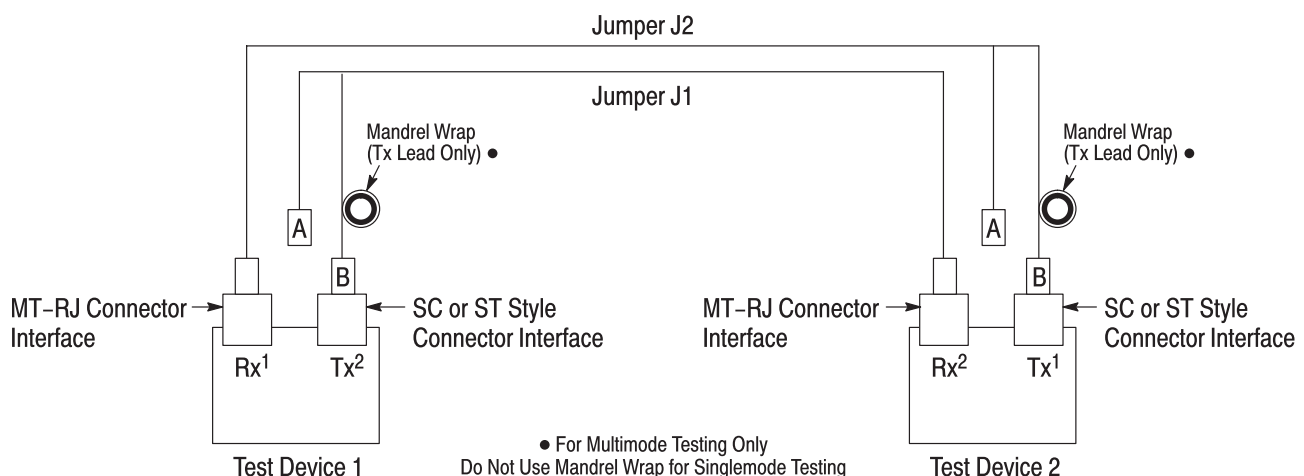 Jumper J2
Jumper J1
Mandrel Wrap
(Tx Lead Only) ●
Mandrel Wrap
(Tx Lead Only) ●
A
A
B
B
MT-RJ Connector
Interface
SC or ST Style
Connector Interface
MT-RJ Connector
Interface
SC or ST Style
Connector Interface
Rx¹
Tx²
Rx²
Tx¹
● For Multimode Testing Only
Do Not Use Mandrel Wrap for Singlemode Testing
Test Device 1
Test Device 2